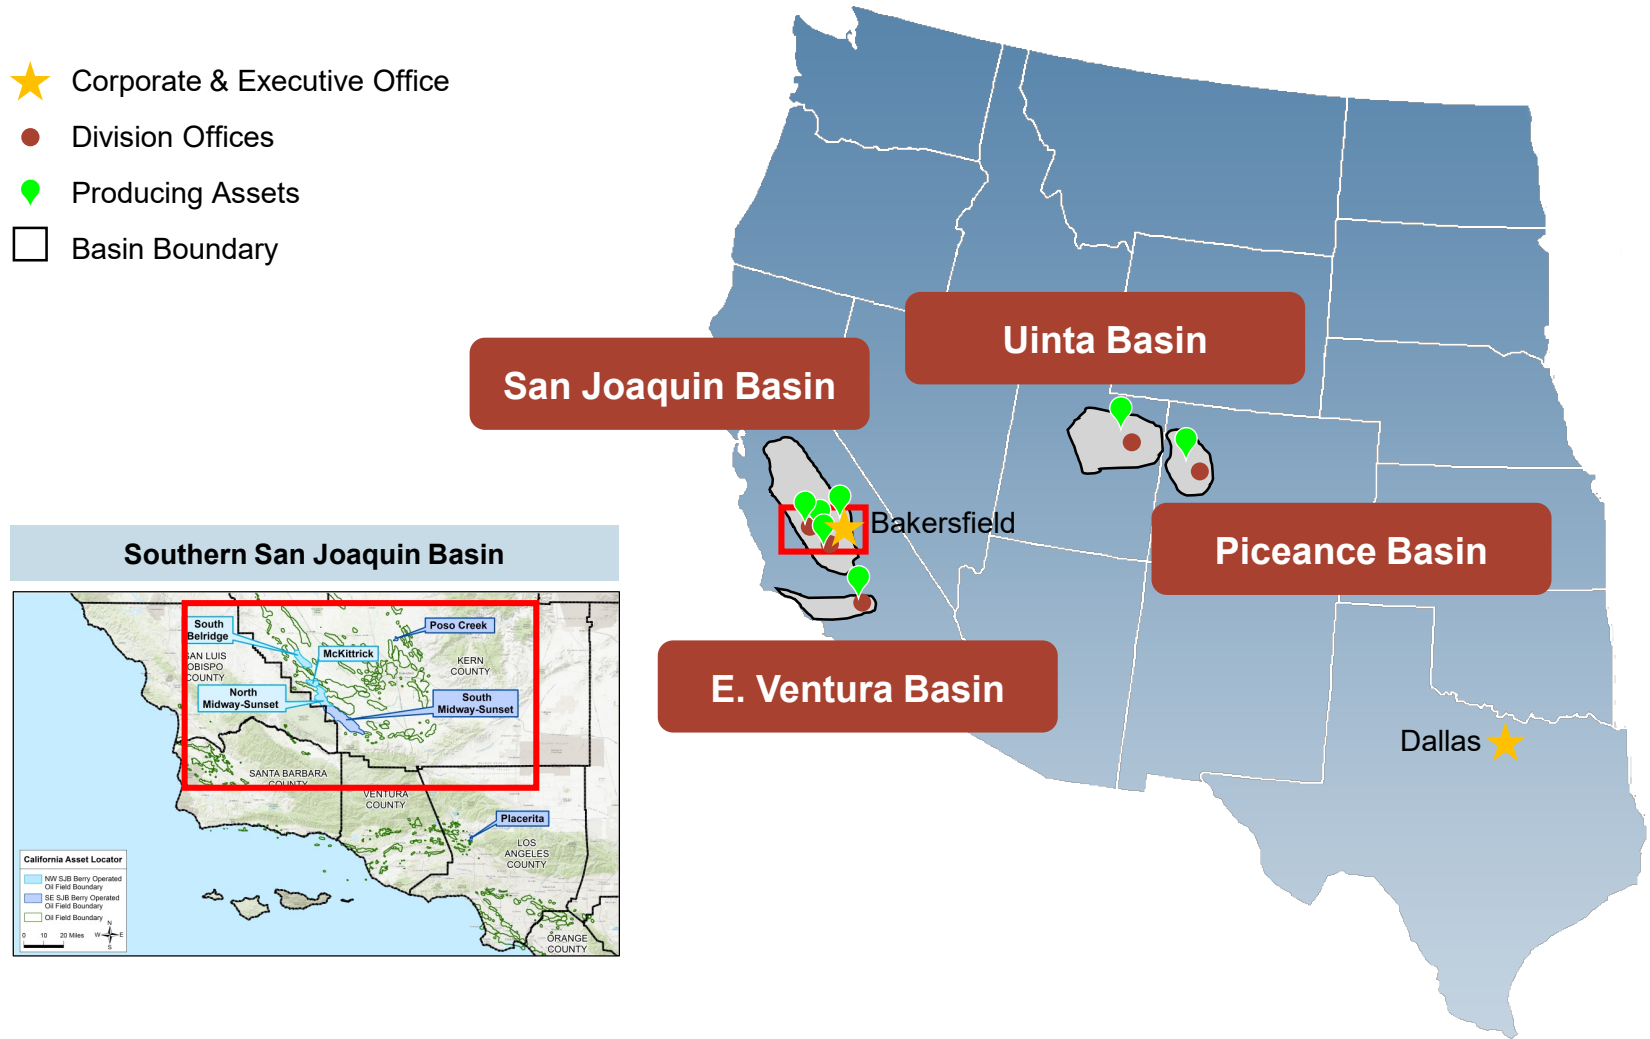 Corporate & Executive Office
Division Offices
Producing Assets
Basin Boundary
Uinta Basin
San Joaquin Basin
Bakersfield
Piceance Basin
E. Ventura Basin
Dallas
Southern San Joaquin Basin
South
Belridge
Poso Creek
McKittrick
SAN LUIS
OBISPO
COUNTY
KERN
COUNTY
North
Midway-Sunset
South
Midway-Sunset
SANTA BARBARA
COUNTY
VENTURA
COUNTY
Placerita
LOS
ANGELES
COUNTY
ORANGE
COUNTY
California Asset Locator
NW SJB Berry Operated
Oil Field Boundary
SE SJB Berry Operated
Oil Field Boundary
Oil Field Boundary
0 10 20 Miles
N
W E
S